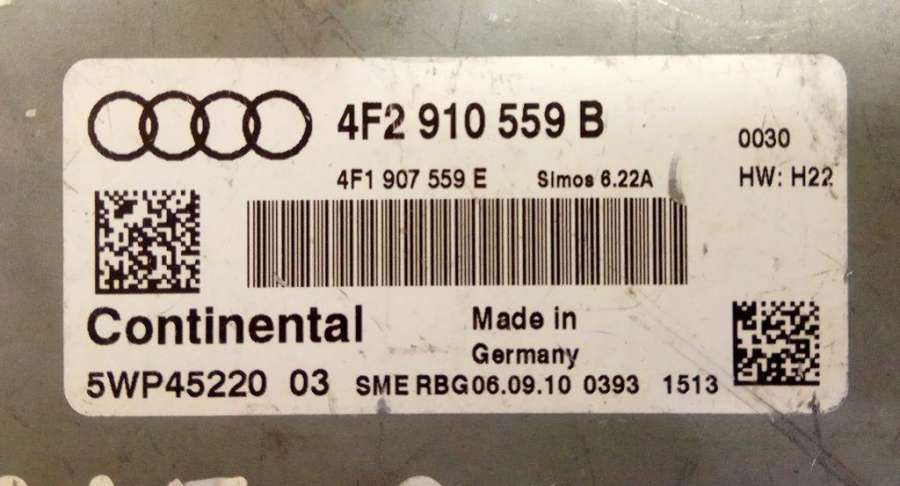 4F2 910 559 B
0030
4F1 907 559 E Simos 6.22A HW: H22
Continental
Made in
Germany
5WP45220 03 SME RBG06.09.10 0393 1513